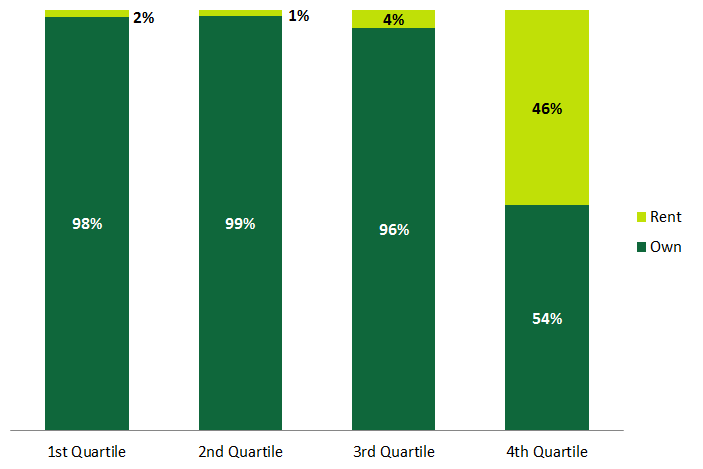 2%
1%
4%
46%
98%
99%
96%
54%
Rent
Own
1st Quartile
2nd Quartile
3rd Quartile
4th Quartile